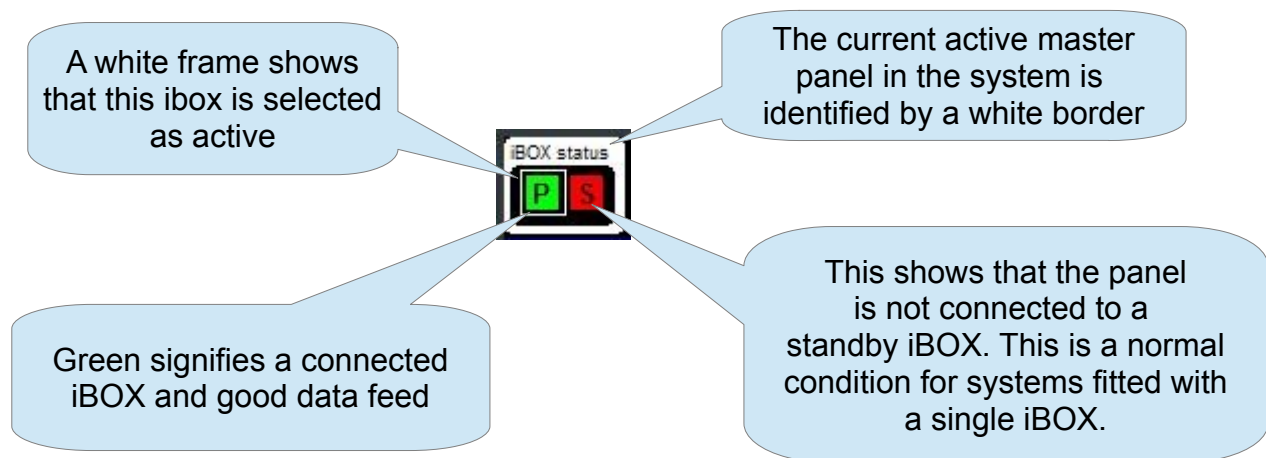 A white frame shows
that this ibox is selected
as active
The current active master
panel in the system is
identified by a white border
iBOX status
P S
Green signifies a connected
iBOX and good data feed
This shows that the panel
is not connected to a
standby iBOX. This is a normal
condition for systems fitted with
a single iBOX.